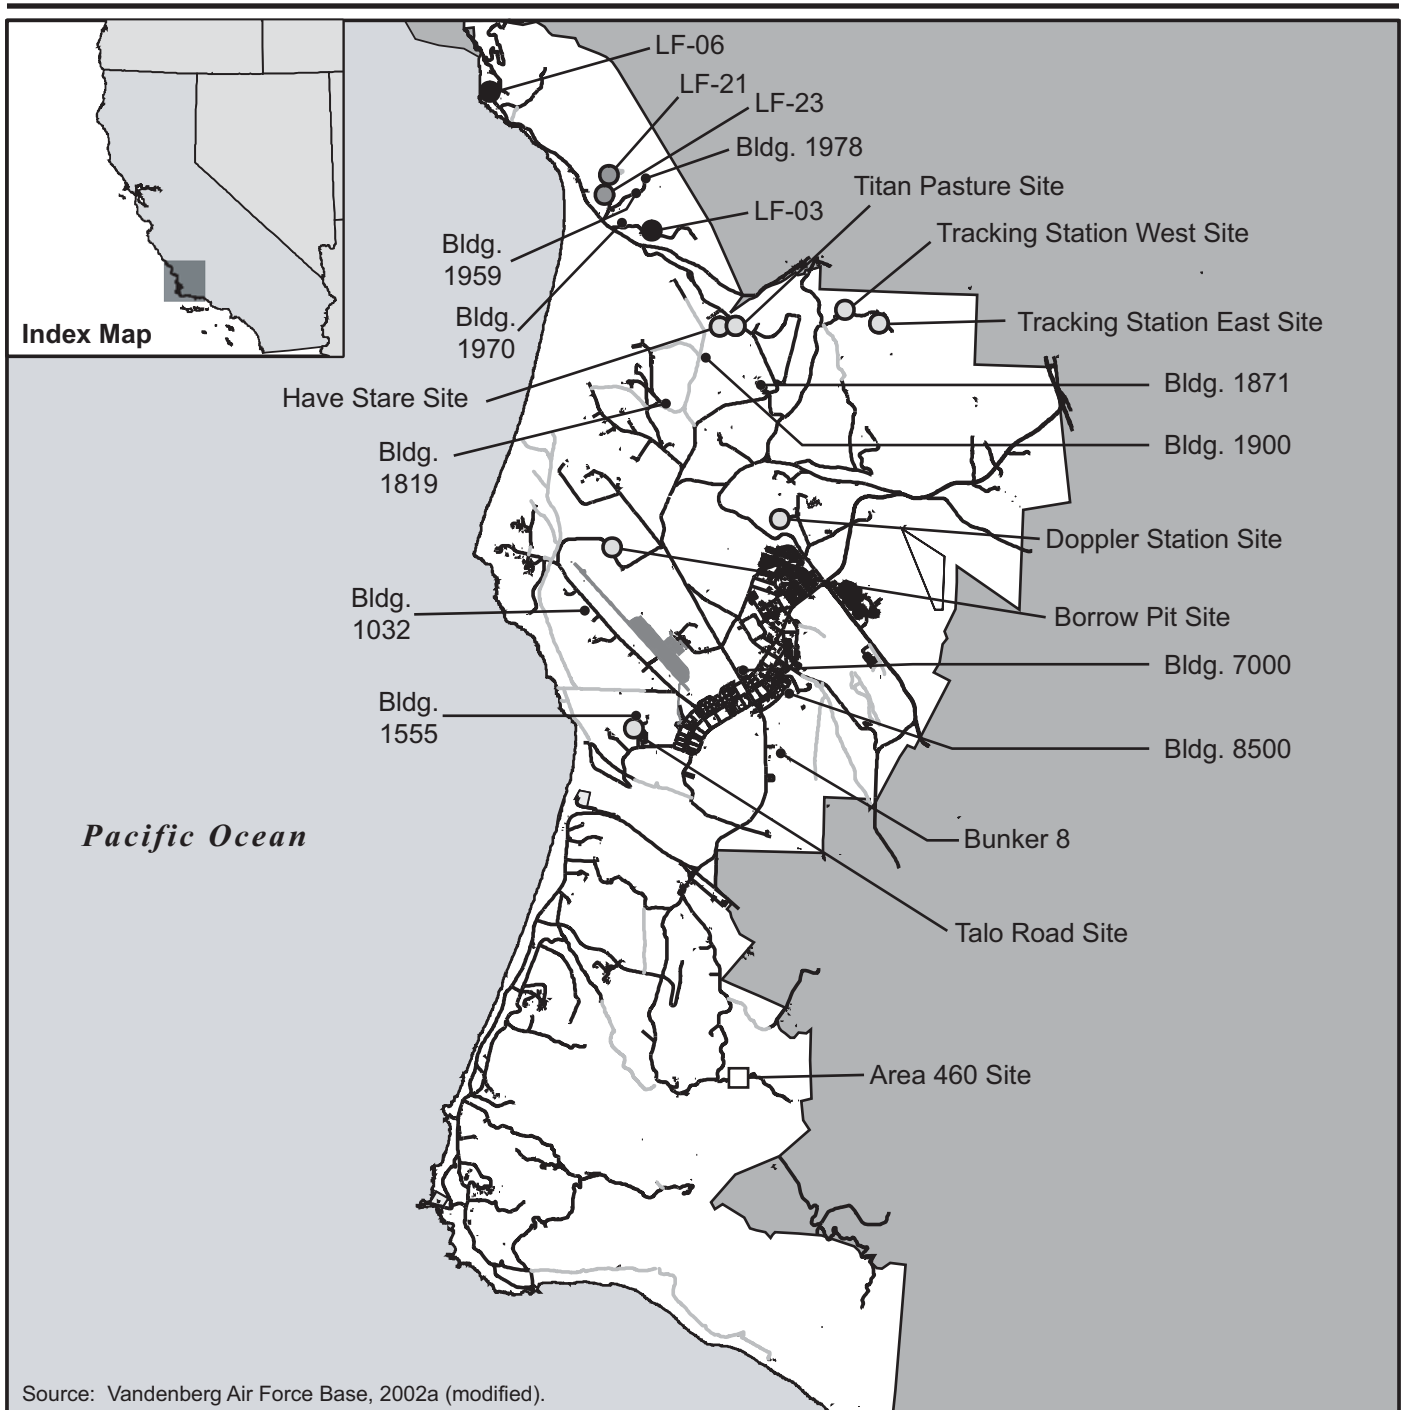 LF-06
LF-21
LF-23
Bldg. 1978
Titan Pasture Site
LF-03
Tracking Station West Site
Bldg.
1959
Index Map
Bldg.
1970
Tracking Station East Site
Have Stare Site
Bldg. 1871
Bldg. 1900
Bldg.
1819
Doppler Station Site
Bldg.
1032
Borrow Pit Site
Bldg. 7000
Bldg.
1555
Bldg. 8500
Pacific Ocean
Bunker 8
Talo Road Site
Area 460 Site
Source: Vandenberg Air Force Base, 2002a (modified).